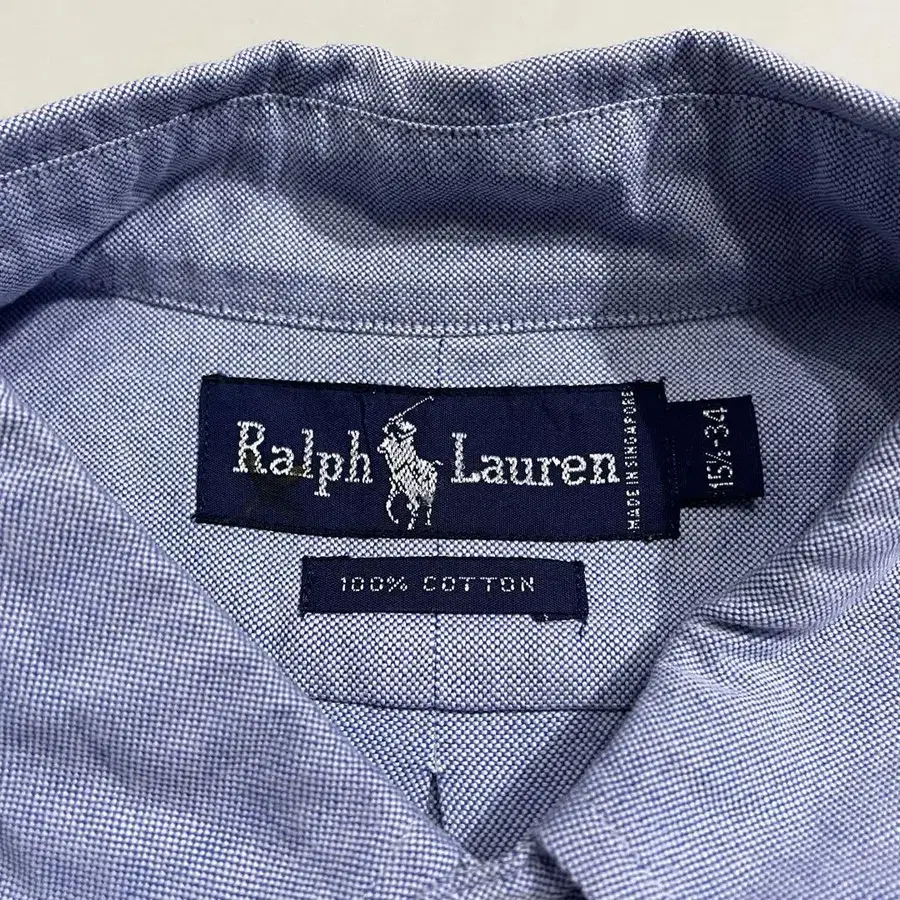 Ralph Lauren
MADE IN SINGAPORE
15½-34
100% COTTON